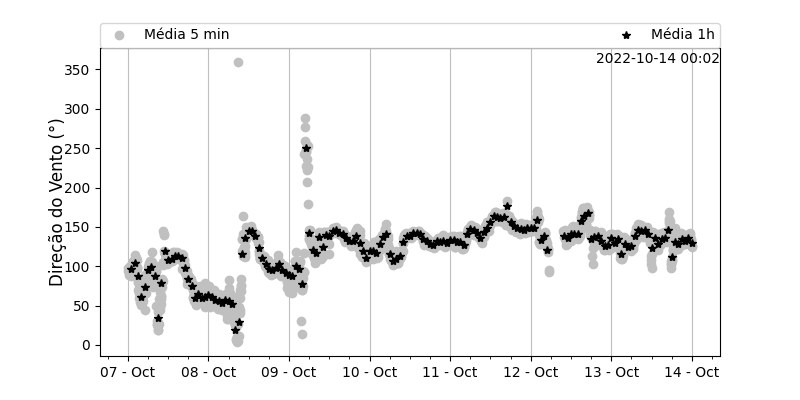 Média 5 min
Média 1h
2022-10-14 00:02
Direção do Vento (°)
350
300
250
200
150
100
50
0
07 - Oct
08 - Oct
09 - Oct
10 - Oct
11 - Oct
12 - Oct
13 - Oct
14 - Oct